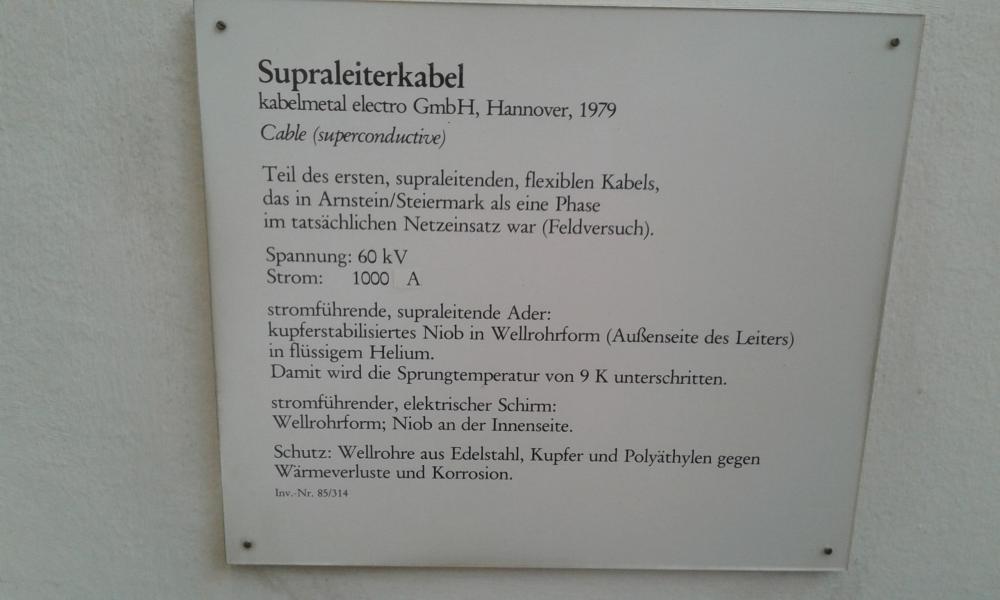 Supraleiterkabel
kabelmetal electro GmbH, Hannover, 1979
Cable (superconductive)
Teil des ersten, supraleitenden, flexiblen Kabels,
das in Arnstein/Steiermark als eine Phase
im tatsächlichen Netzeinsatz war (Feldversuch).
Spannung: 60 kV
Strom: 1000 A
stromführende, supraleitende Ader:
kupferstabilisiertes Niob in Wellrohrform (Außenseite des Leiters)
in flüssigem Helium.
Damit wird die Sprungtemperatur von 9 K unterschritten.
stromführender, elektrischer Schirm:
Wellrohrform; Niob an der Innenseite.
Schutz: Wellrohre aus Edelstahl, Kupfer und Polyäthylen gegen
Wärmeverluste und Korrosion.
Inv.-Nr. 85/314